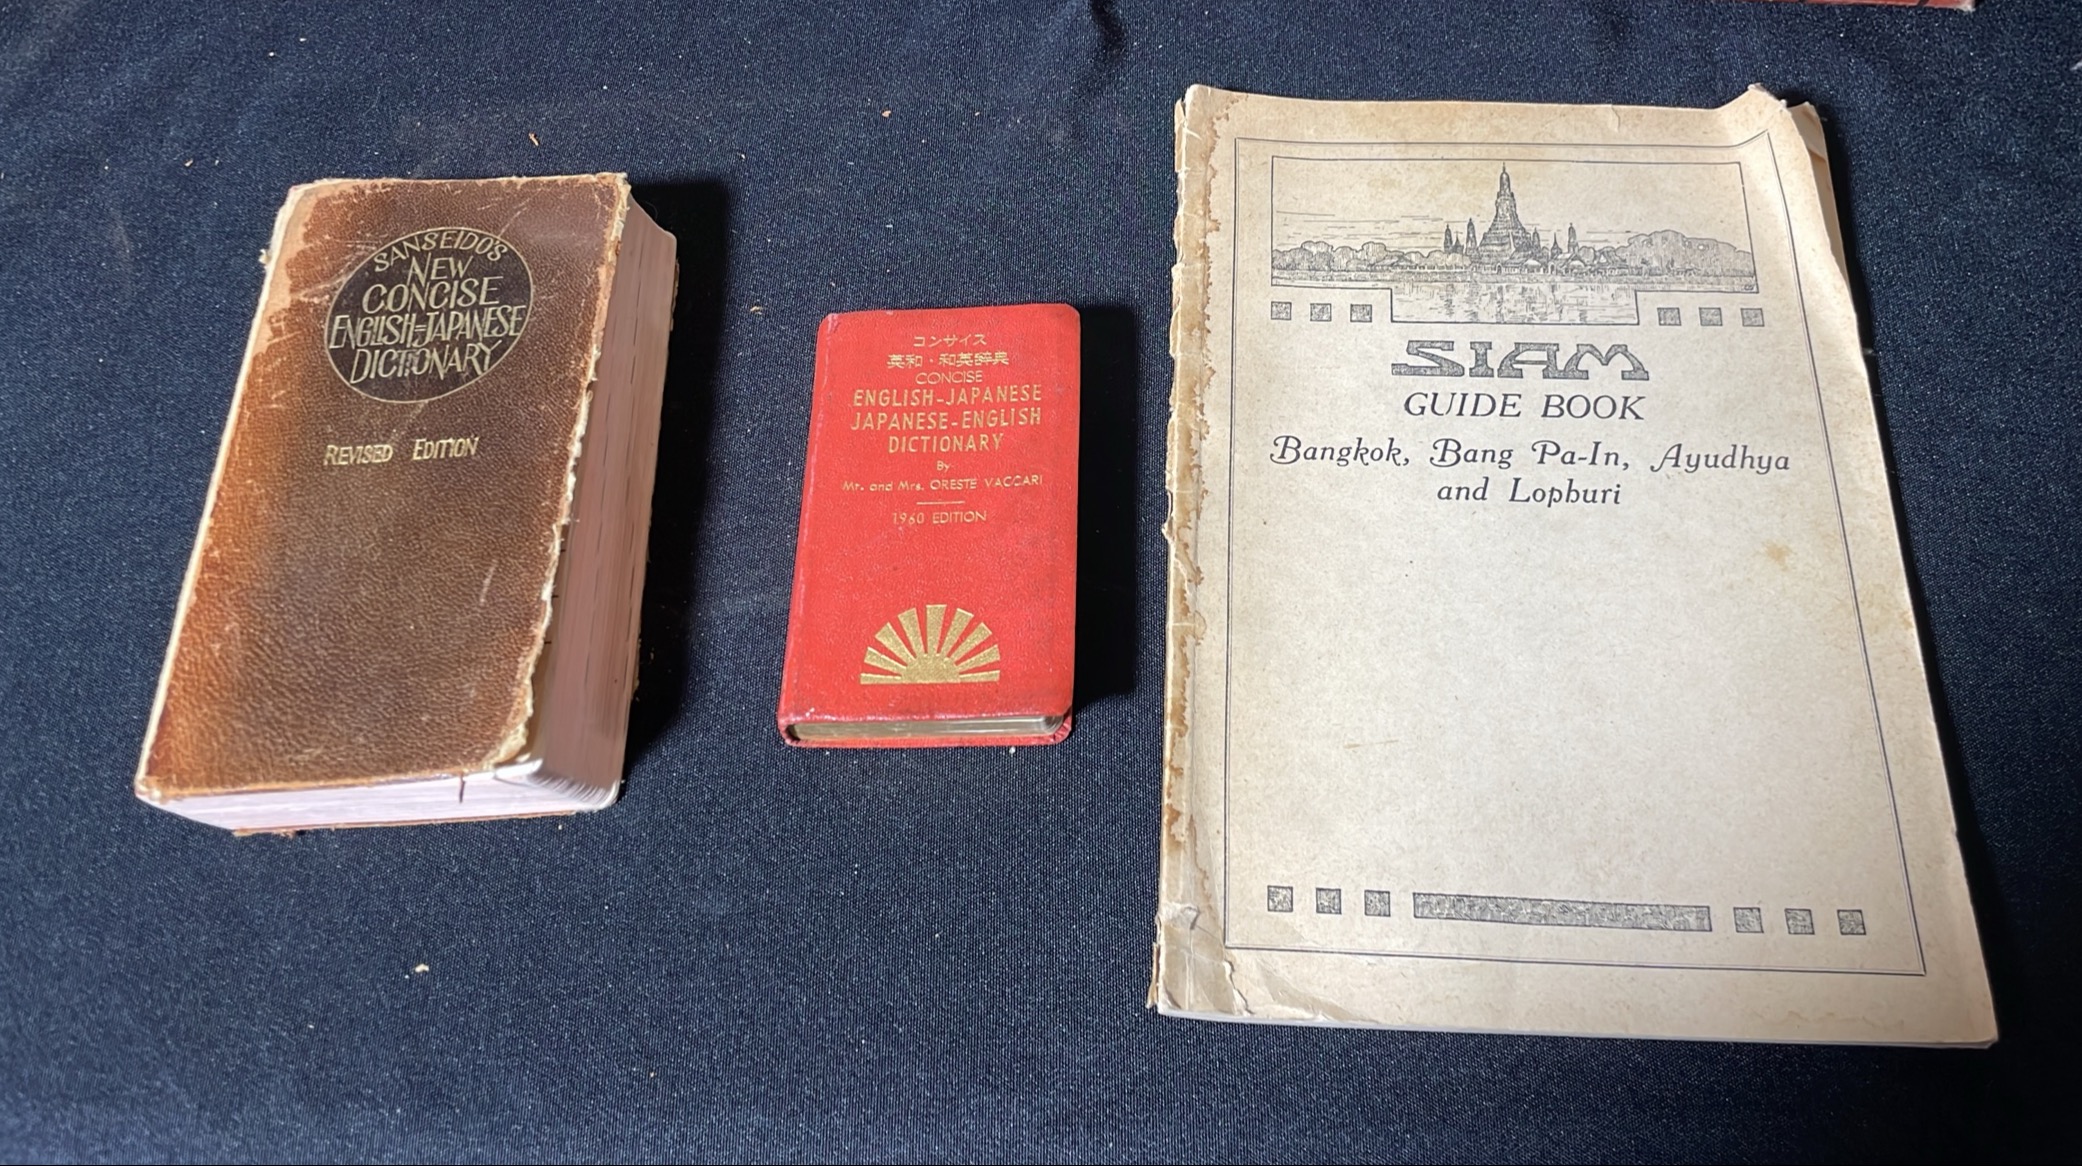 SANSEIDO'S
NEW
CONCISE
ENGLISH=JAPANESE
DICTIONARY
REVISED EDITION
コンサイス
英和・和英辞典
CONCISE
ENGLISH-JAPANESE
JAPANESE-ENGLISH
DICTIONARY
By
Mr. and Mrs. ORESTE VACCARI
1960 EDITION
SIAM
GUIDE BOOK
Bangkok, Bang Pa-In, Ayudhya
and Lopburi